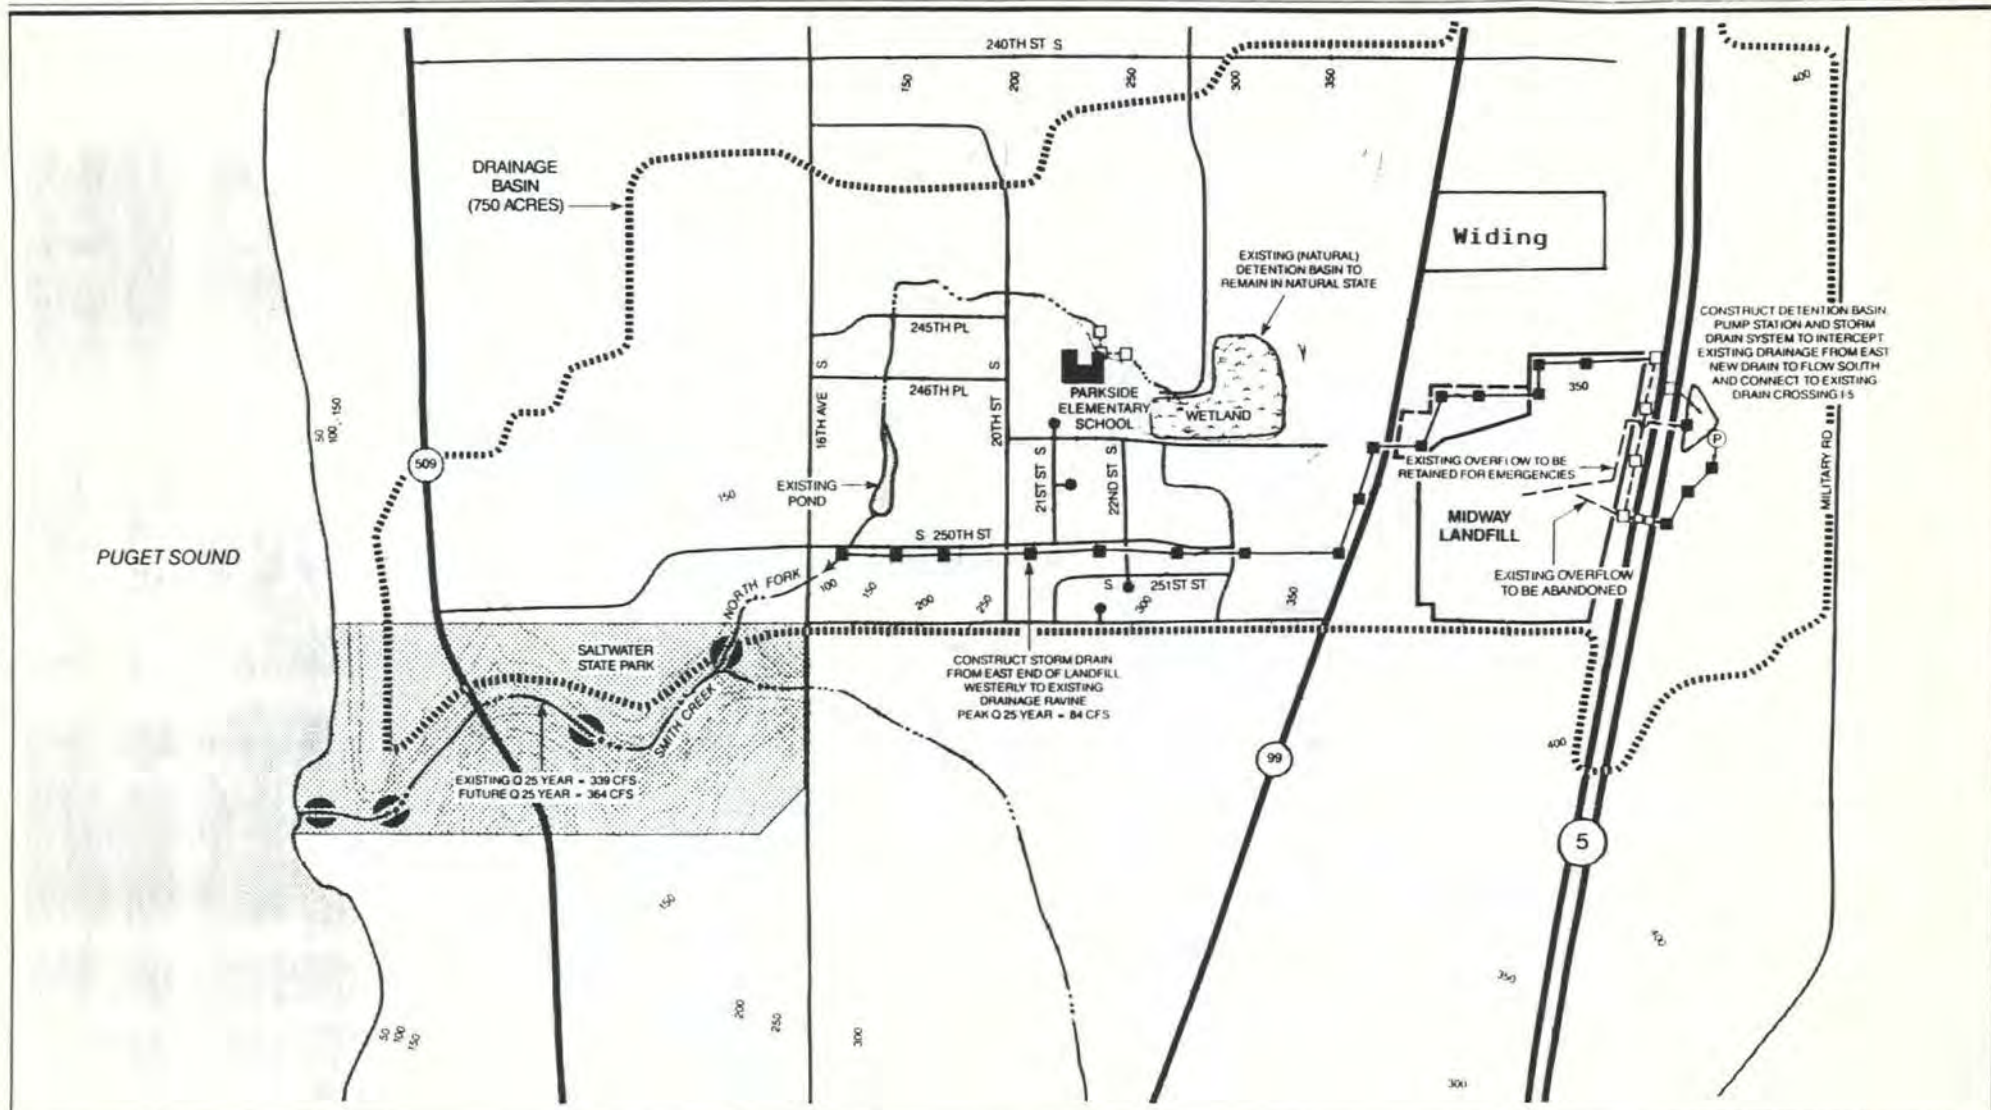 240TH ST S
150
200
250
300
350
400
DRAINAGE
BASIN
(750 ACRES)
Widing
EXISTING (NATURAL)
DETENTION BASIN TO
REMAIN IN NATURAL STATE
CONSTRUCT DETENTION BASIN,
PUMP STATION AND STORM
DRAIN SYSTEM TO INTERCEPT
EXISTING DRAINAGE FROM EAST
NEW DRAIN TO FLOW SOUTH
AND CONNECT TO EXISTING
DRAIN CROSSING I-5
245TH PL
246TH PL
S
S
16TH AVE
20TH ST
PARKSIDE
ELEMENTARY
SCHOOL
WETLAND
350
P
50
100
150
509
EXISTING
POND
150
21ST ST S
22ND ST S
EXISTING OVERFLOW TO BE
RETAINED FOR EMERGENCIES
MILITARY RD
MIDWAY
LANDFILL
S 250TH ST
PUGET SOUND
NORTH FORK
100
150
200
250
S 251ST ST
300
350
EXISTING OVERFLOW
TO BE ABANDONED
SALTWATER
STATE PARK
SMITH CREEK
CONSTRUCT STORM DRAIN
FROM EAST END OF LANDFILL
WESTERLY TO EXISTING
DRAINAGE RAVINE
PEAK Q 25 YEAR = 84 CFS
EXISTING Q 25 YEAR = 339 CFS
FUTURE Q 25 YEAR = 364 CFS
99
400
5
150
400
350
50
100
150
200
250
300
300